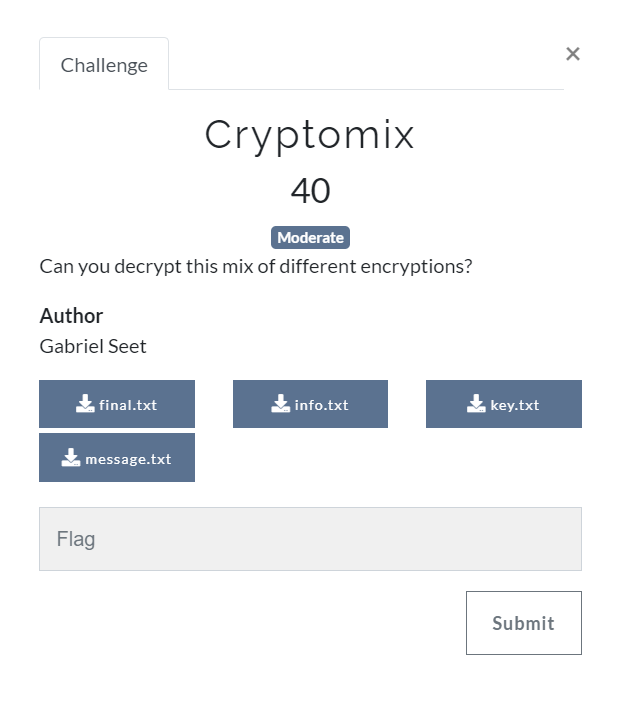 Challenge
×
Cryptomix
40
Moderate
Can you decrypt this mix of different encryptions?
Author
Gabriel Seet
final.txt
info.txt
key.txt
message.txt
Flag
Submit